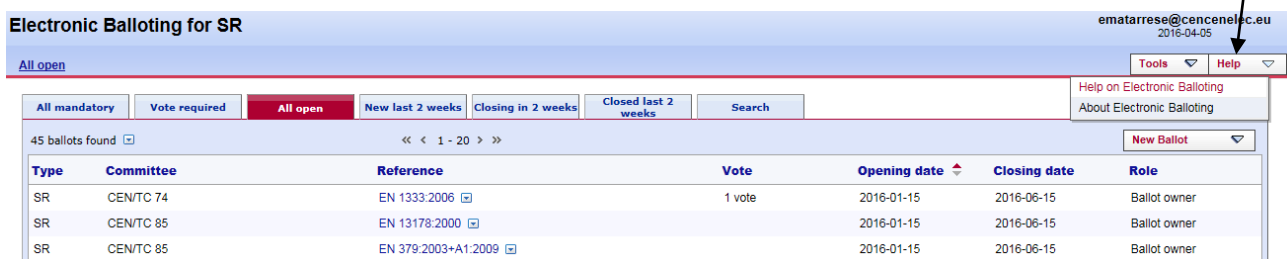 Electronic Balloting for SR
ematarrese@cencenelec.eu
2016-04-05
All open
Tools Help
Help on Electronic Balloting
About Electronic Balloting
All mandatory Vote required All open New last 2 weeks Closing in 2 weeks Closed last 2 weeks Search
45 ballots found << < 1 - 20 > >> New Ballot
Type Committee Reference Vote Opening date Closing date Role
SR CEN/TC 74 EN 1333:2006 1 vote 2016-01-15 2016-06-15 Ballot owner
SR CEN/TC 85 EN 13178:2000 2016-01-15 2016-06-15 Ballot owner
SR CEN/TC 85 EN 379:2003+A1:2009 2016-01-15 2016-06-15 Ballot owner